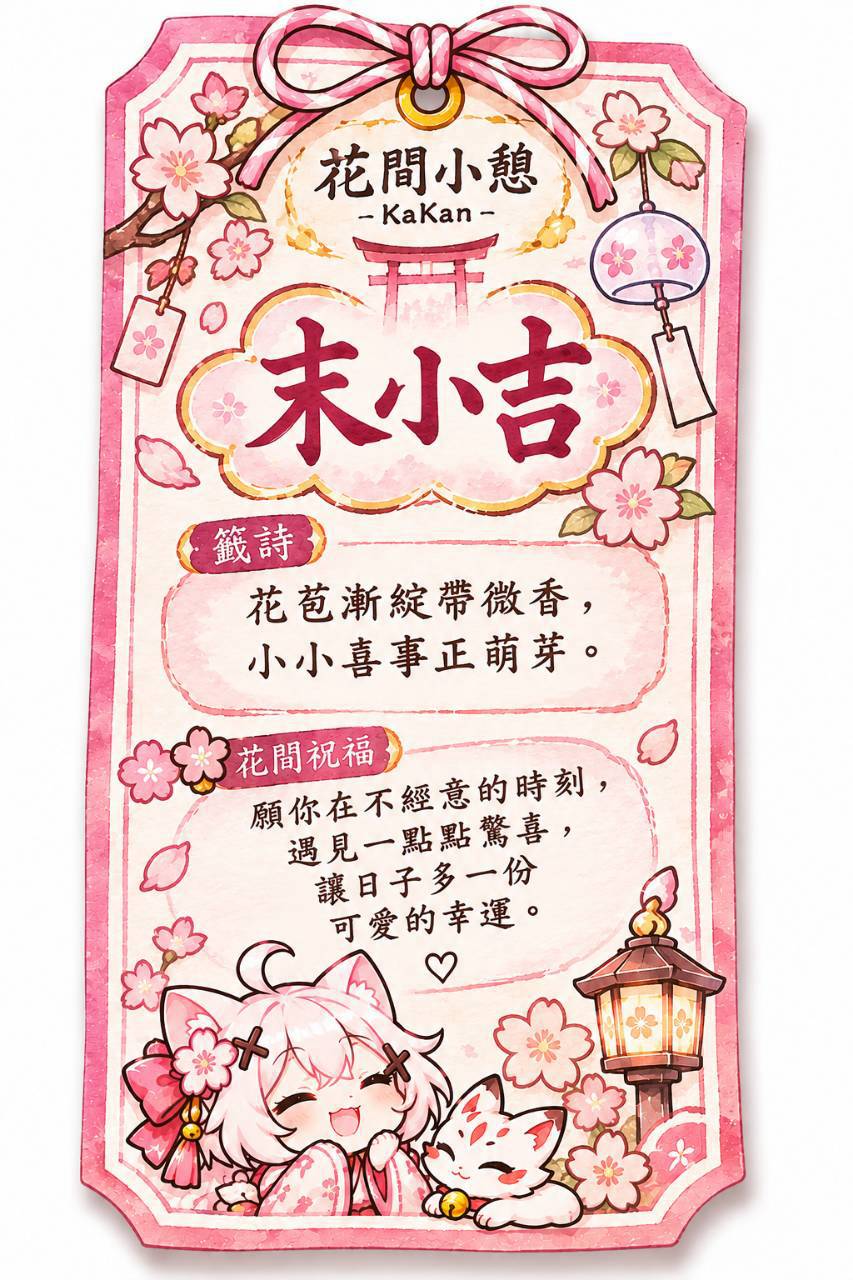 花間小憩
- KaKan -
末小吉
籤詩
花苞漸綻帶微香，
小小喜事正萌芽。
花間祝福
願你在不經意的時刻，
遇見一點點驚喜，
讓日子多一份
可愛的幸運。
♡